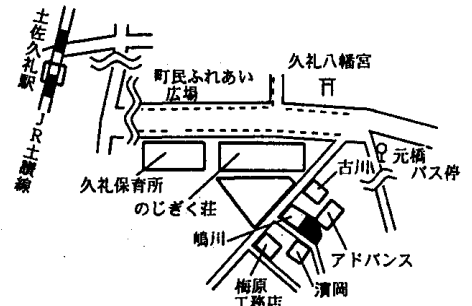 土佐久礼駅
JR土讃線
町民ふれあい
広場
久礼八幡宮
久礼保育所
のじぎく荘
古川
元橋
バス停
嶋川
アドバンス
梅原
工務店
濱岡